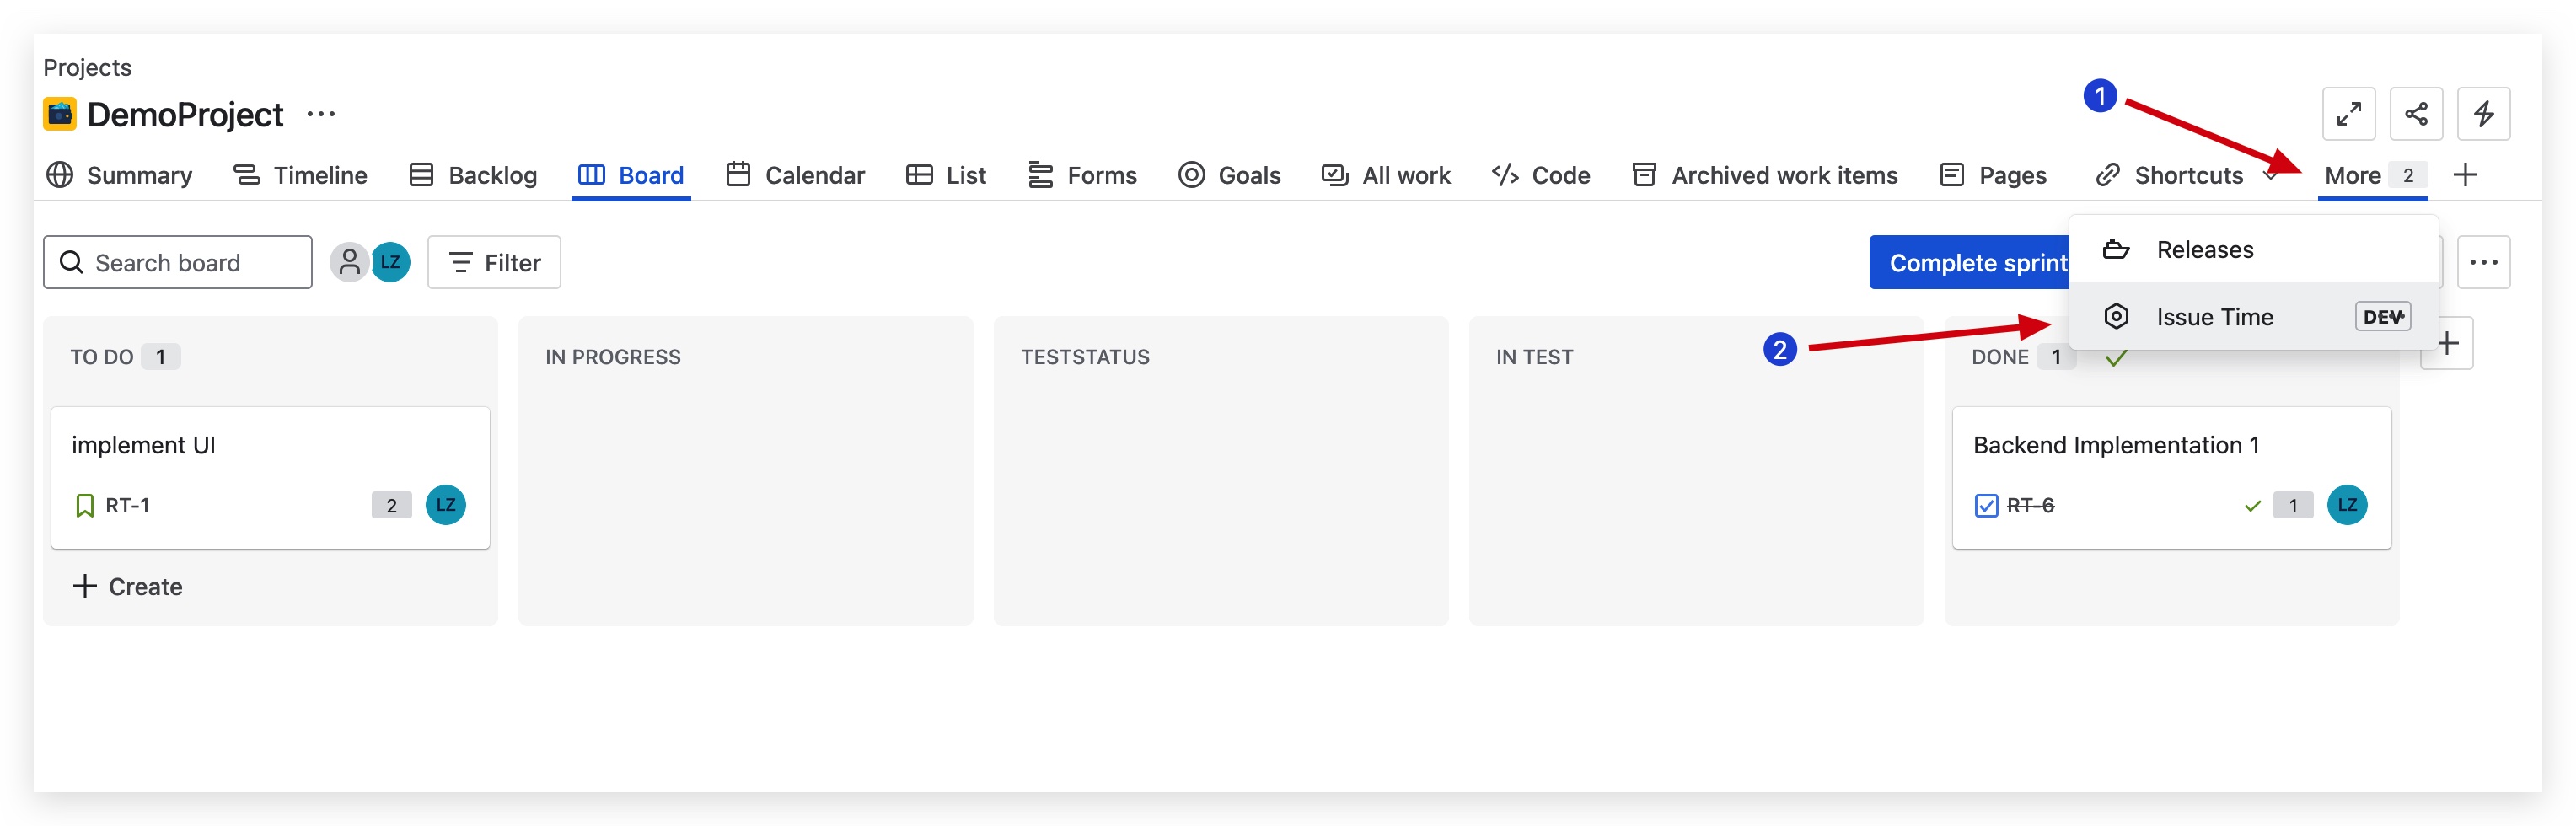 Projects
DemoProject
1
Summary Timeline Backlog Board Calendar List Forms Goals All work Code Archived work items Pages Shortcuts More 2
Search board LZ Filter Complete sprint Releases
Issue Time DEV
2
TO DO 1 IN PROGRESS TESTSTATUS IN TEST DONE 1
implement UI Backend Implementation 1
RT-1 2 LZ RT-6 1 LZ
Create